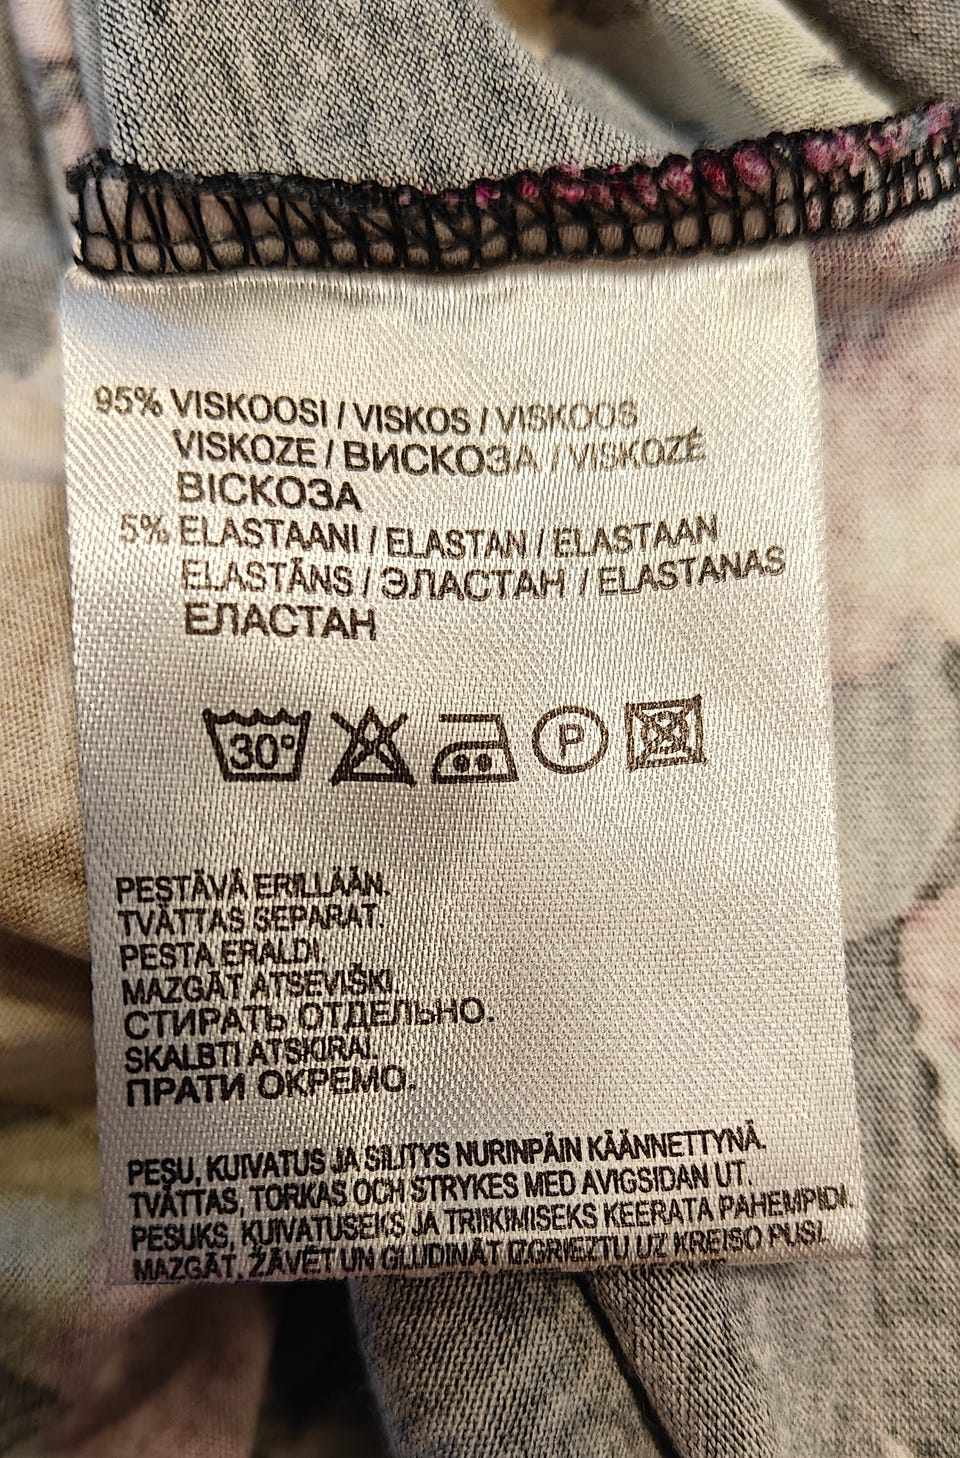 95% VISKOOSI / VISKOS / VISKOOS
VISKOZE / ВИСКОЗА / VISKOZĖ
ВІСКОЗА
5% ELASTAANI / ELASTAN / ELASTAAN
ELASTĀNS / ЭЛАСТАН / ELASTANAS
ЕЛАСТАН
30°
P
PESTÄVÄ ERILLÄÄN.
TVÄTTAS SEPARAT.
PESTA ERALDI.
MAZGĀT ATSEVIŠĶI.
СТИРАТЬ ОТДЕЛЬНО.
SKALBTI ATSKIRAI.
ПРАТИ ОКРЕМО.
PESU, KUIVATUS JA SILITYS NURINPÄIN KÄÄNNETTYNÄ.
TVÄTTAS, TORKAS OCH STRYKES MED AVIGSIDAN UT.
PESUKS, KUIVATUSEKS JA TRIIKIMISEKS KEERATA PAHEMPIDI.
MAZGĀT, ŽĀVĒT UN GLUDINĀT IZGRIEZTU UZ KREISO PUSI.